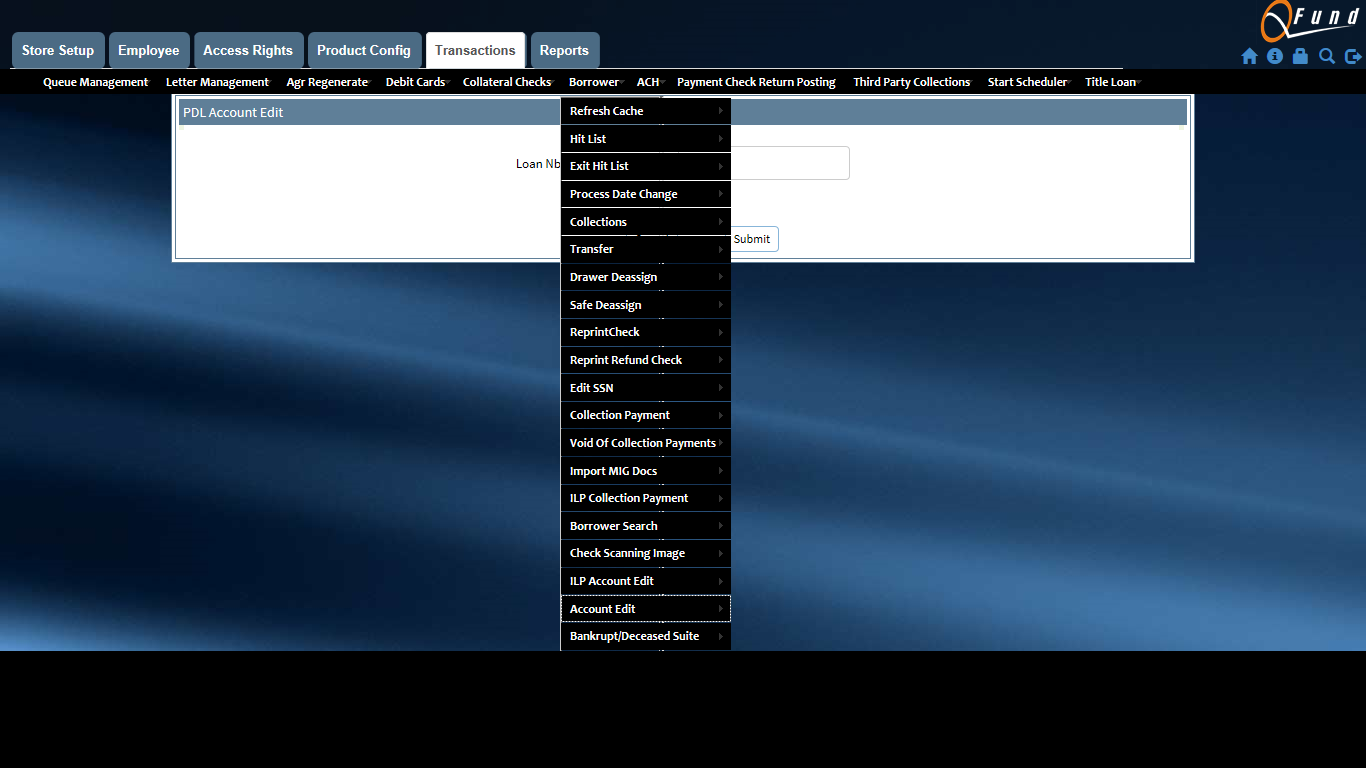 Fund
Store Setup Employee Access Rights Product Config Transactions Reports
Queue Management Letter Management Agr Regenerate Debit Cards Collateral Checks Borrower ACH Payment Check Return Posting Third Party Collections Start Scheduler Title Loan
PDL Account Edit
Refresh Cache
Hit List
Loan Nb
Exit Hit List
Process Date Change
Collections
Submit
Transfer
Drawer Deassign
Safe Deassign
ReprintCheck
Reprint Refund Check
Edit SSN
Collection Payment
Void Of Collection Payments
Import MIG Docs
ILP Collection Payment
Borrower Search
Check Scanning Image
ILP Account Edit
Account Edit
Bankrupt/Deceased Suite